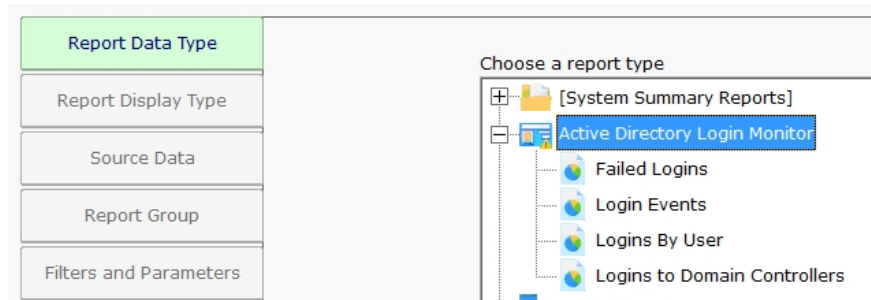 Report Data Type
Report Display Type
Source Data
Report Group
Filters and Parameters
Choose a report type
[System Summary Reports]
Active Directory Login Monitor
Failed Logins
Login Events
Logins By User
Logins to Domain Controllers